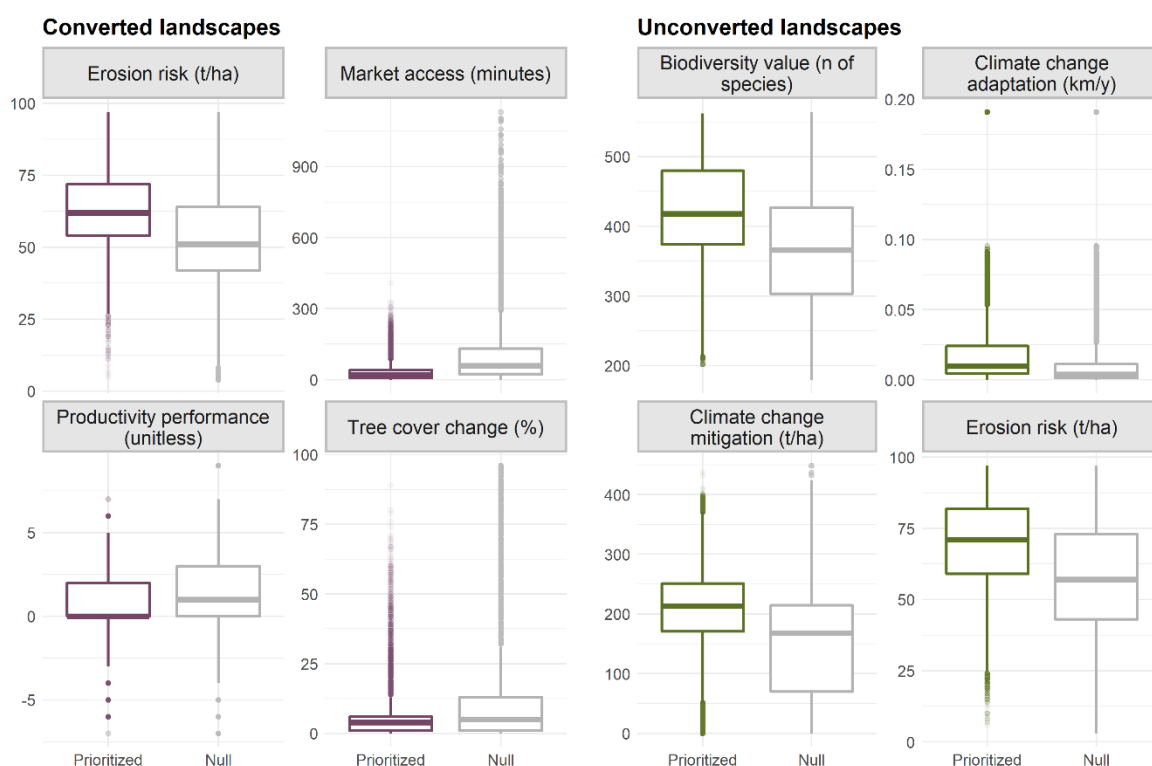 Converted landscapes
Erosion risk (t/ha)
100
75
50
25
0
Market access (minutes)
900
600
300
0
Productivity performance
(unitless)
5
0
-5
Prioritized
Null
Tree cover change (%)
100
75
50
25
0
Prioritized
Null
Unconverted landscapes
Biodiversity value (n of
species)
500
400
300
200
Climate change
adaptation (km/y)
0.20
0.15
0.10
0.05
0.00
Climate change
mitigation (t/ha)
400
300
200
100
0
Prioritized
Null
Erosion risk (t/ha)
100
75
50
25
0
Prioritized
Null